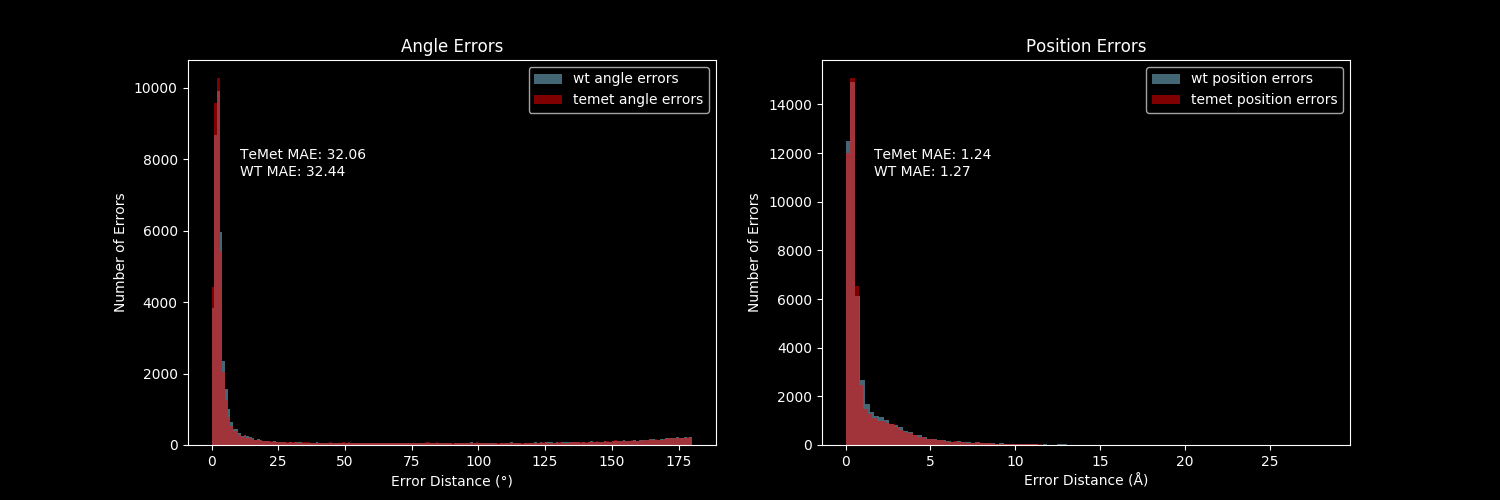 Angle Errors
wt angle errors
temet angle errors
TeMet MAE: 32.06
WT MAE: 32.44
Number of Errors
10000
8000
6000
4000
2000
0
0 25 50 75 100 125 150 175
Error Distance (°)
Position Errors
wt position errors
temet position errors
TeMet MAE: 1.24
WT MAE: 1.27
Number of Errors
14000
12000
10000
8000
6000
4000
2000
0
0 5 10 15 20 25
Error Distance (Å)